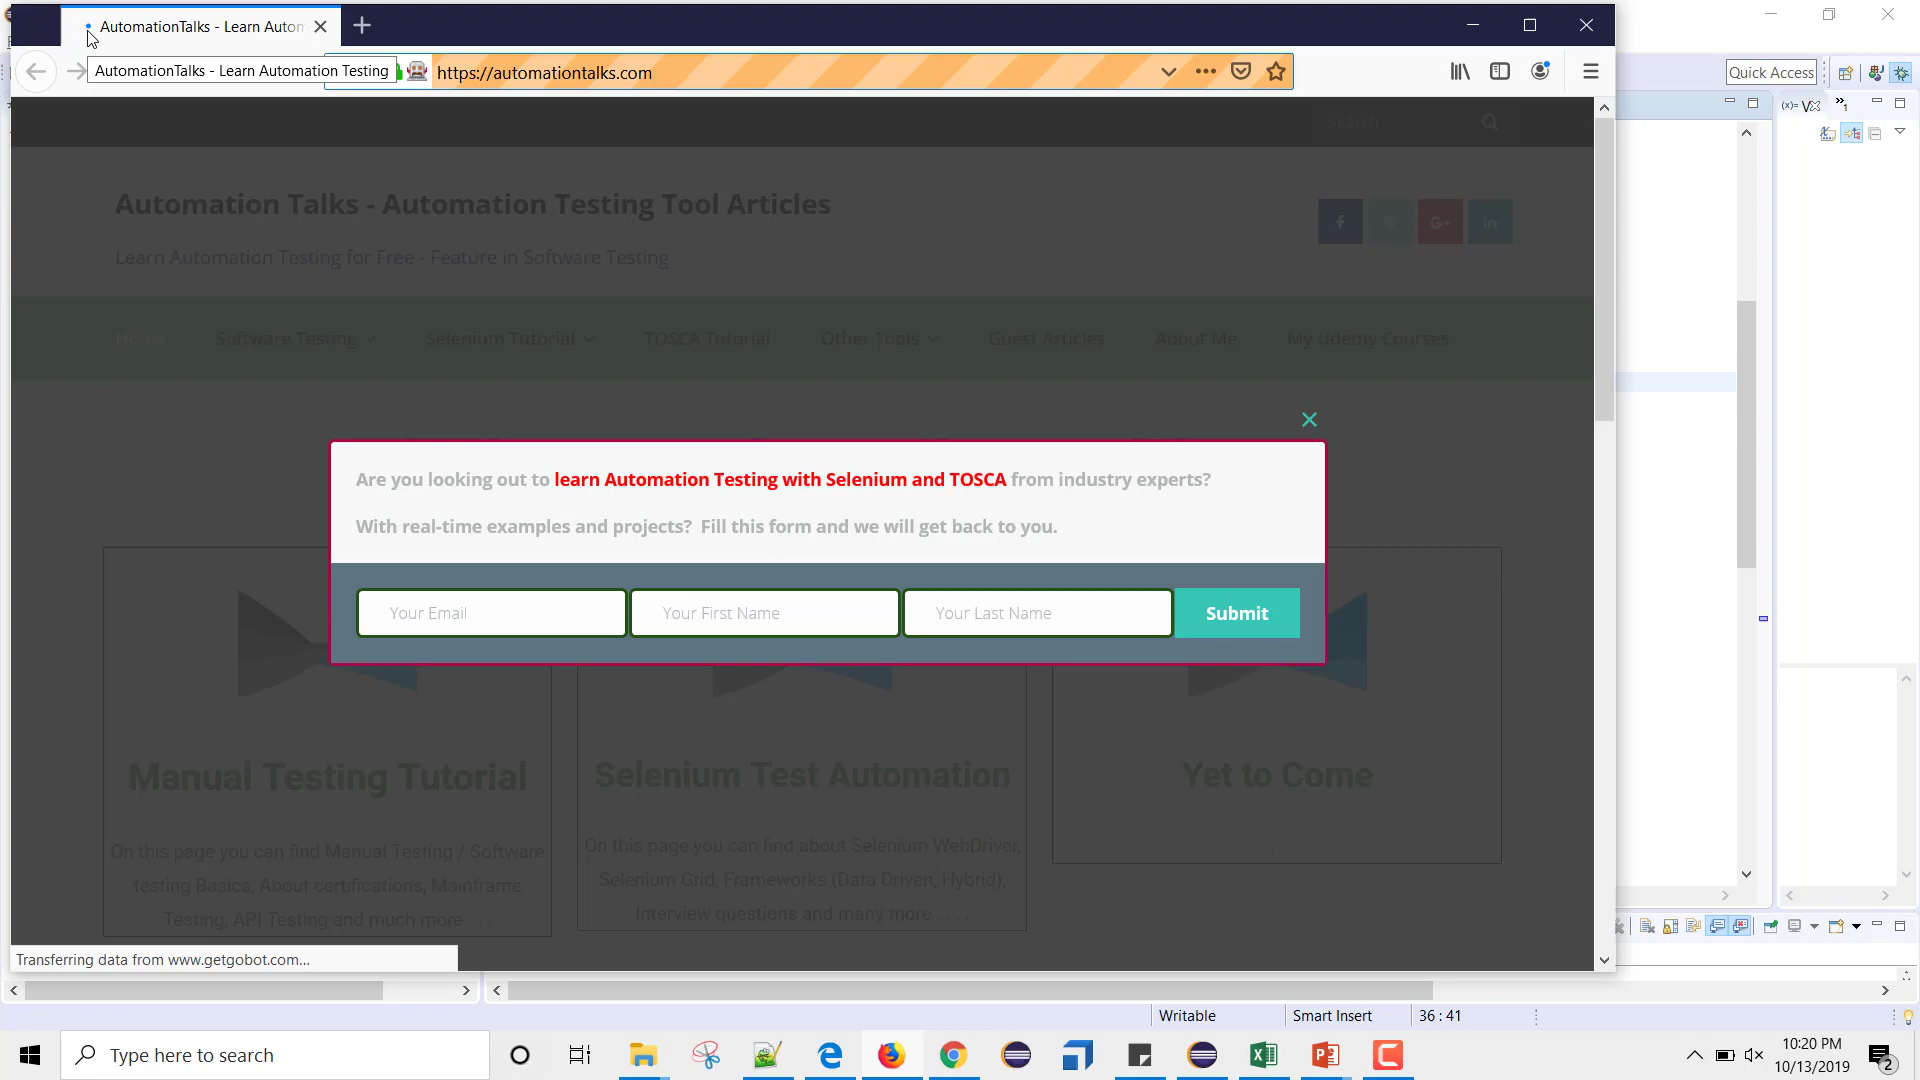 AutomationTalks - Learn Autom
AutomationTalks - Learn Automation Testing
https://automationtalks.com
Quick Access
Search
Automation Talks - Automation Testing Tool Articles
Learn Automation Testing for Free - Feature in Software Testing
Home
Software Testing
Selenium Tutorial
TOSCA Tutorial
Other Tools
Guest Articles
About Me
My Udemy Courses
Are you looking out to learn Automation Testing with Selenium and TOSCA from industry experts?
With real-time examples and projects? Fill this form and we will get back to you.
Your Email
Your First Name
Your Last Name
Submit
Manual Testing Tutorial
On this page you can find Manual Testing / Software
testing Basics, About certifications, Mainframe
Testing, API Testing and much more . . .
Selenium Test Automation
On this page you can find about Selenium WebDriver,
Selenium Grid, Frameworks (Data Driven, Hybrid),
Interview questions and many more . . . .
Yet to Come
. .
Transferring data from www.getgobot.com...
Writable
Smart Insert
36 : 41
Type here to search
10:20 PM
10/13/2019
2